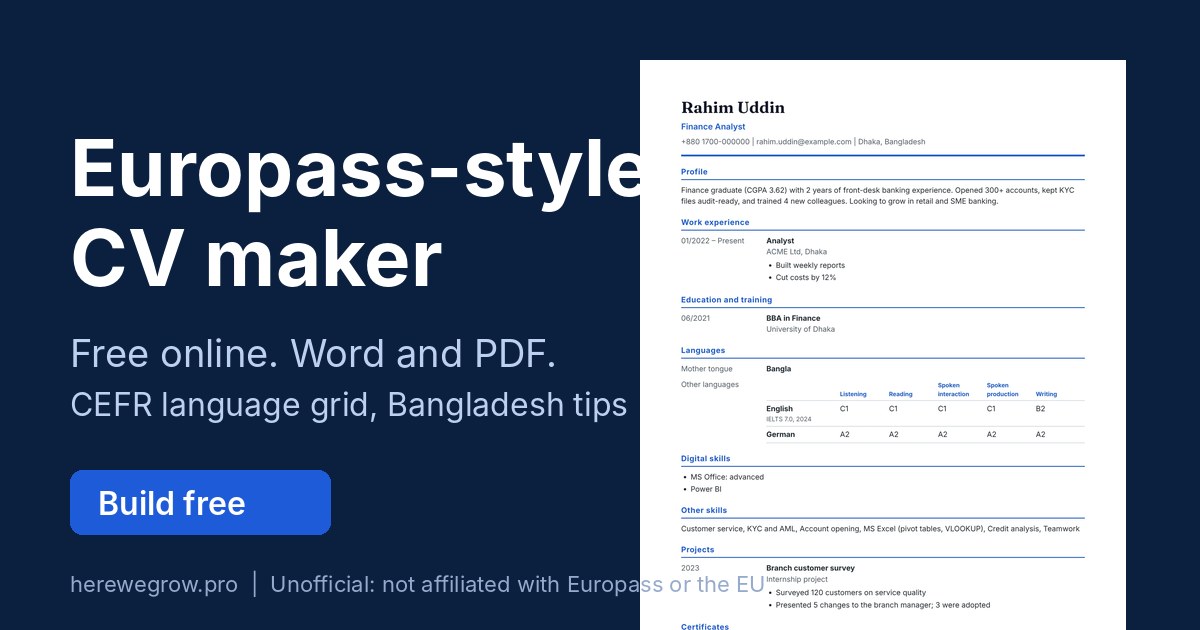 Europass-style
CV maker
Free online. Word and PDF.
CEFR language grid, Bangladesh tips
Build free
herewegrow.pro | Unofficial: not affiliated with Europass or the EU
Rahim Uddin
Finance Analyst
+880 1700-000000 | rahim.uddin@example.com | Dhaka, Bangladesh
Profile
Finance graduate (CGPA 3.62) with 2 years of front-desk banking experience. Opened 300+ accounts, kept KYC
files audit-ready, and trained 4 new colleagues. Looking to grow in retail and SME banking.
Work experience
01/2022 – Present Analyst
ACME Ltd, Dhaka
• Built weekly reports
• Cut costs by 12%
Education and training
06/2021 BBA in Finance
University of Dhaka
Languages
Mother tongue Bangla
Other languages
Listening Reading Spoken interaction Spoken production Writing
English C1 C1 C1 C1 B2
IELTS 7.0, 2024
German A2 A2 A2 A2 A2
Digital skills
• MS Office: advanced
• Power BI
Other skills
Customer service, KYC and AML, Account opening, MS Excel (pivot tables, VLOOKUP), Credit analysis, Teamwork
Projects
2023 Branch customer survey
Internship project
• Surveyed 120 customers on service quality
• Presented 5 changes to the branch manager; 3 were adopted
Certificates